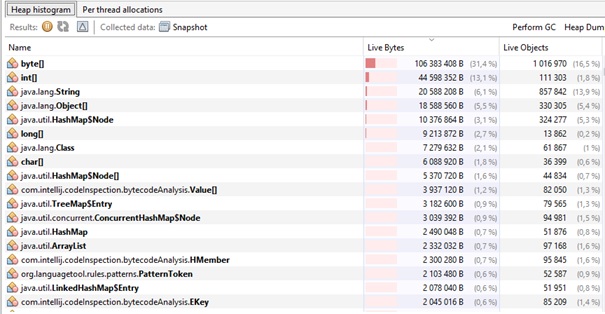 Heap histogram Per thread allocations
Results: Collected data: Snapshot Perform GC Heap Dum
Name Live Bytes Live Objects
byte[] 106 383 408 B (31,4 %) 1 016 970 (16,5 %)
int[] 44 598 352 B (13,1 %) 111 303 (1,8 %)
java.lang.String 20 588 208 B (6,1 %) 857 842 (13,9 %)
java.lang.Object[] 18 588 560 B (5,5 %) 330 305 (5,4 %)
java.util.HashMap$Node 10 376 864 B (3,1 %) 324 277 (5,3 %)
long[] 9 213 872 B (2,7 %) 13 862 (0,2 %)
java.lang.Class 7 279 632 B (2,1 %) 61 867 (1 %)
char[] 6 088 920 B (1,8 %) 36 399 (0,6 %)
java.util.HashMap$Node[] 5 370 720 B (1,6 %) 44 834 (0,7 %)
com.intellij.codeInspection.bytecodeAnalysis.Value[] 3 937 120 B (1,2 %) 82 050 (1,3 %)
java.util.TreeMap$Entry 3 182 600 B (0,9 %) 79 565 (1,3 %)
java.util.concurrent.ConcurrentHashMap$Node 3 039 392 B (0,9 %) 94 981 (1,5 %)
java.util.HashMap 2 490 048 B (0,7 %) 51 876 (0,8 %)
java.util.ArrayList 2 332 032 B (0,7 %) 97 168 (1,6 %)
com.intellij.codeInspection.bytecodeAnalysis.HMember 2 300 280 B (0,7 %) 95 845 (1,6 %)
org.languagetool.rules.patterns.PatternToken 2 103 480 B (0,6 %) 52 587 (0,9 %)
java.util.LinkedHashMap$Entry 2 078 040 B (0,6 %) 51 951 (0,8 %)
com.intellij.codeInspection.bytecodeAnalysis.EKey 2 045 016 B (0,6 %) 85 209 (1,4 %)